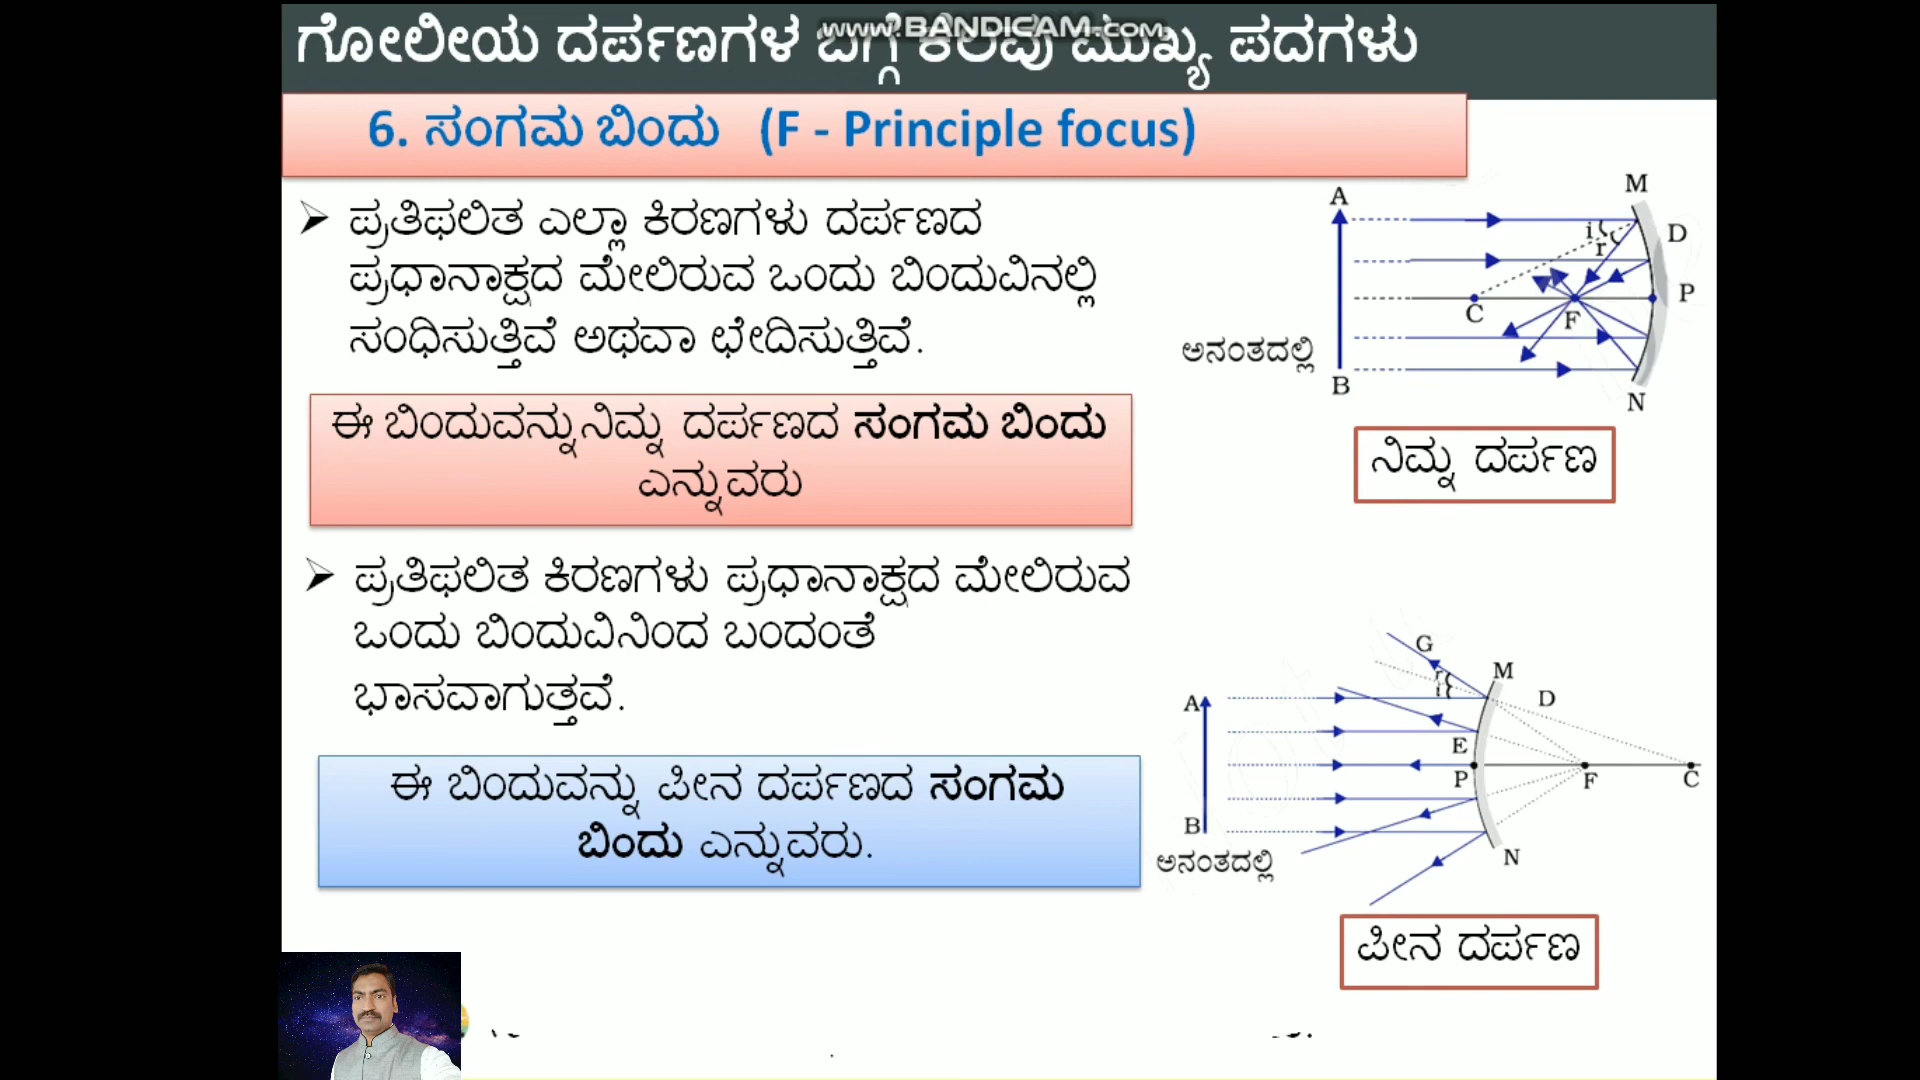 www.BANDICAM.com
ಗೋಲೀಯ ದರ್ಪಣಗಳ ಬಗ್ಗೆ ಕೆಲವು ಮುಖ್ಯ ಪದಗಳು
6. ಸಂಗಮ ಬಿಂದು (F - Principle focus)
ಪ್ರತಿಫಲಿತ ಎಲ್ಲಾ ಕಿರಣಗಳು ದರ್ಪಣದ
ಪ್ರಧಾನಾಕ್ಷದ ಮೇಲಿರುವ ಒಂದು ಬಿಂದುವಿನಲ್ಲಿ
ಸಂಧಿಸುತ್ತಿವೆ ಅಥವಾ ಛೇದಿಸುತ್ತಿವೆ.
ಈ ಬಿಂದುವನ್ನು ನಿಮ್ನ ದರ್ಪಣದ ಸಂಗಮ ಬಿಂದು
ಎನ್ನುವರು
A
M
i
r
D
C
F
P
ಅನಂತದಲ್ಲಿ
B
N
ನಿಮ್ನ ದರ್ಪಣ
ಪ್ರತಿಫಲಿತ ಕಿರಣಗಳು ಪ್ರಧಾನಾಕ್ಷದ ಮೇಲಿರುವ
ಒಂದು ಬಿಂದುವಿನಿಂದ ಬಂದಂತೆ
ಭಾಸವಾಗುತ್ತವೆ.
ಈ ಬಿಂದುವನ್ನು ಪೀನ ದರ್ಪಣದ ಸಂಗಮ
ಬಿಂದು ಎನ್ನುವರು.
G
M
r
i
A
D
E
P
F
C
B
N
ಅನಂತದಲ್ಲಿ
ಪೀನ ದರ್ಪಣ